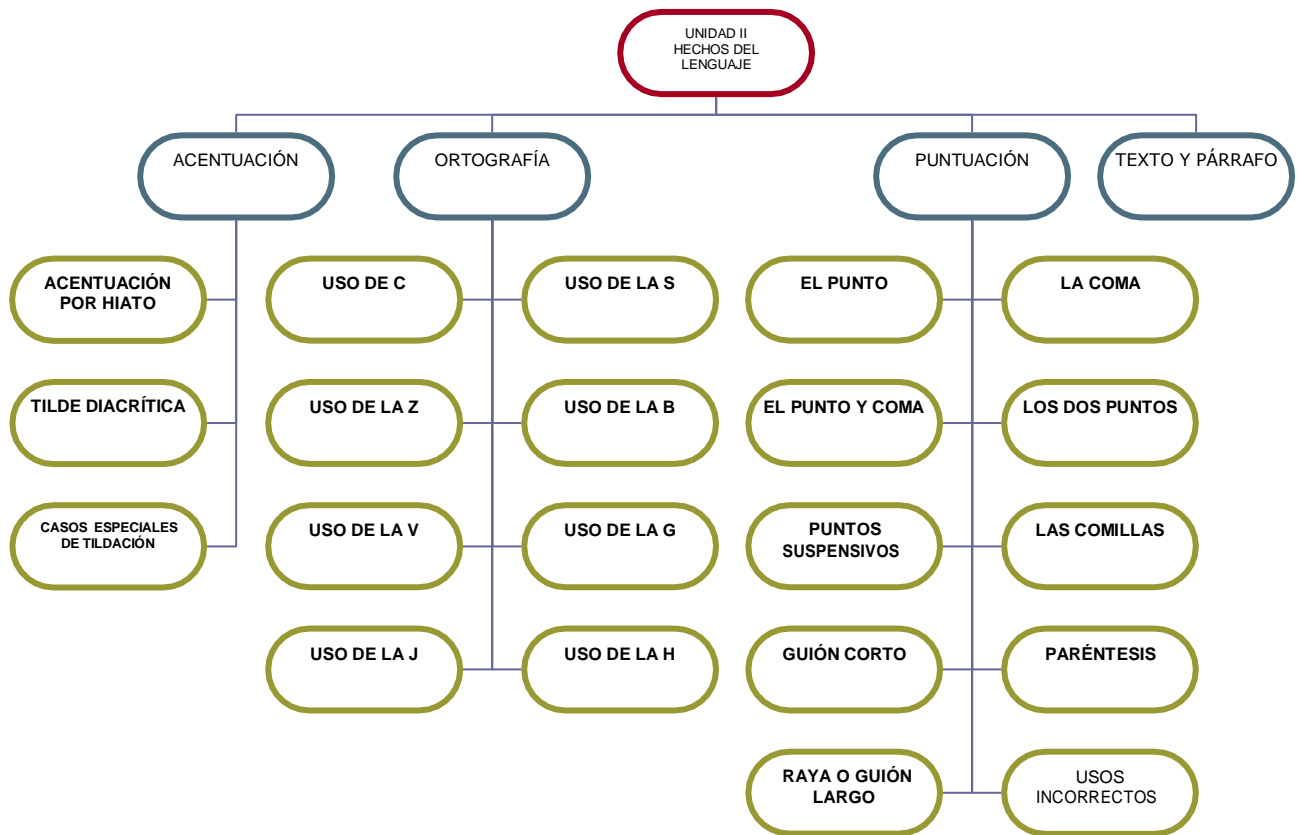 UNIDAD II
HECHOS DEL
LENGUAJE
ACENTUACIÓN
ORTOGRAFÍA
PUNTUACIÓN
TEXTO Y PÁRRAFO
ACENTUACIÓN
POR HIATO
USO DE C
USO DE LA S
EL PUNTO
LA COMA
TILDE DIACRÍTICA
USO DE LA Z
USO DE LA B
EL PUNTO Y COMA
LOS DOS PUNTOS
CASOS ESPECIALES
DE TILDACIÓN
USO DE LA V
USO DE LA G
PUNTOS
SUSPENSIVOS
LAS COMILLAS
USO DE LA J
USO DE LA H
GUIÓN CORTO
PARÉNTESIS
RAYA O GUIÓN
LARGO
USOS
INCORRECTOS